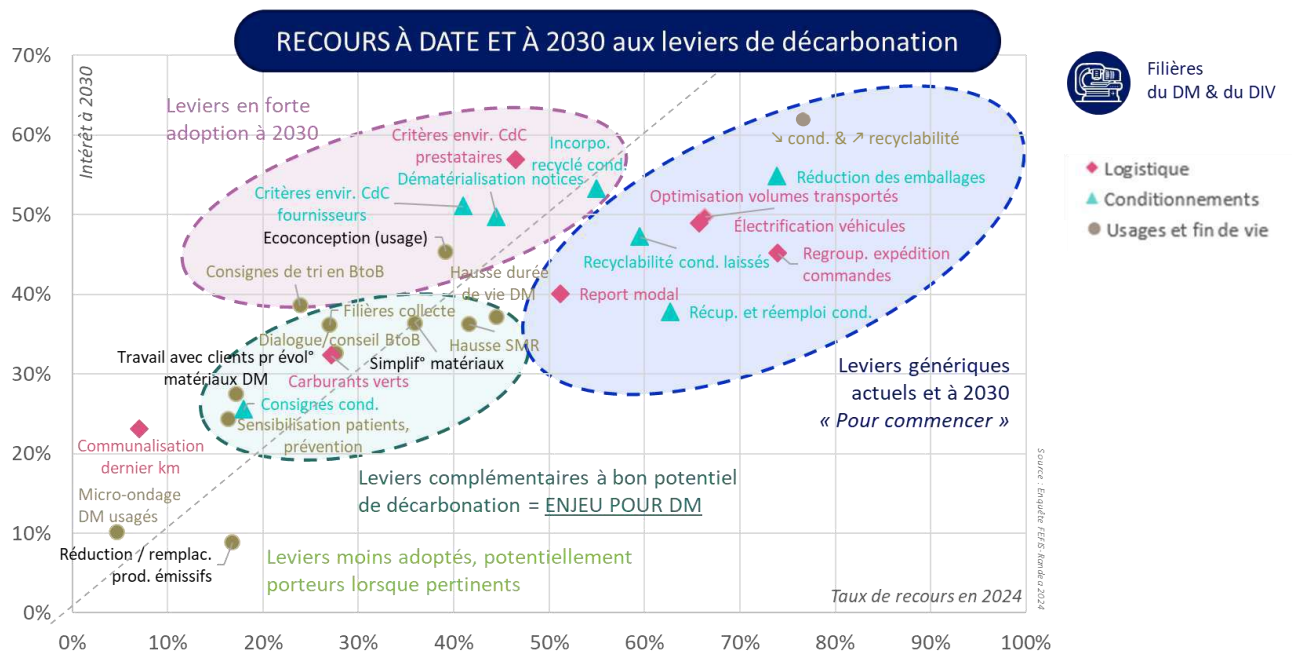 RECOURS À DATE ET À 2030 aux leviers de décarbonation
Filières
du DM & du DIV
Logistique
Conditionnements
Usages et fin de vie
70%
60%
50%
40%
30%
20%
10%
0%
Intérêt à 2030
Leviers en forte
adoption à 2030
Critères envir. CdC
prestataires
Incorpo.
recyclé cond.
Dématérialisation notices
Critères envir. CdC
fournisseurs
Ecoconception (usage)
Consignes de tri en BtoB
Hausse durée
de vie DM
Filières collecte
Dialogue/conseil BtoB
Hausse SMR
Travail avec clients pr évol°
matériaux DM
Simplif° matériaux
Carburants verts
Consignes cond.
Sensibilisation patients,
prévention
Communalisation
dernier km
Micro-ondage
DM usagés
Réduction / remplac.
prod. émissifs
↘ cond. & ↗ recyclabilité
Réduction des emballages
Optimisation volumes transportés
Électrification véhicules
Recyclabilité cond. laissés
Regroup. expédition
commandes
Report modal
Récup. et réemploi cond.
Leviers génériques
actuels et à 2030
« Pour commencer »
Leviers complémentaires à bon potentiel
de décarbonation = ENJEU POUR DM
Leviers moins adoptés, potentiellement
porteurs lorsque pertinents
Taux de recours en 2024
Source : Enquête FEFIS-Randea 2024
0%
10%
20%
30%
40%
50%
60%
70%
80%
90%
100%